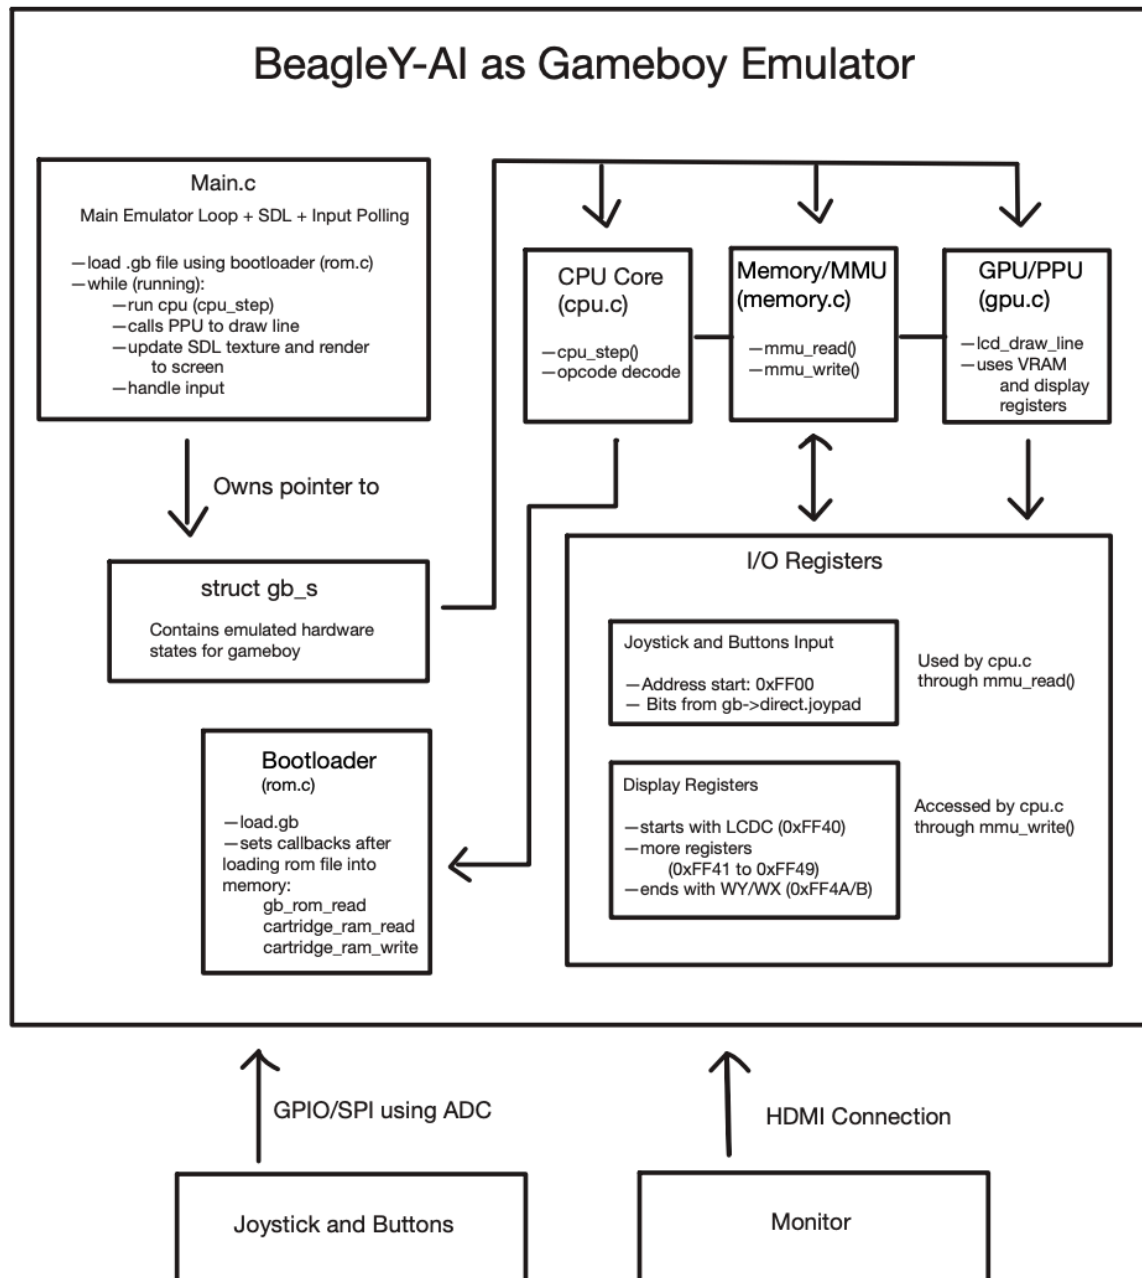 BeagleY-AI as Gameboy Emulator
Main.c
Main Emulator Loop + SDL + Input Polling
—load .gb file using bootloader (rom.c)
—while (running):
—run cpu (cpu_step)
—calls PPU to draw line
—update SDL texture and render
to screen
—handle input
CPU Core
(cpu.c)
—cpu_step()
—opcode decode
Memory/MMU
(memory.c)
—mmu_read()
—mmu_write()
GPU/PPU
(gpu.c)
—lcd_draw_line
—uses VRAM
and display
registers
Owns pointer to
struct gb_s
Contains emulated hardware
states for gameboy
I/O Registers
Joystick and Buttons Input
—Address start: 0xFF00
— Bits from gb->direct.joypad
Used by cpu.c
through mmu_read()
Display Registers
—starts with LCDC (0xFF40)
—more registers
(0xFF41 to 0xFF49)
—ends with WY/WX (0xFF4A/B)
Accessed by cpu.c
through mmu_write()
Bootloader
(rom.c)
—load.gb
—sets callbacks after
loading rom file into
memory:
gb_rom_read
cartridge_ram_read
cartridge_ram_write
GPIO/SPI using ADC
HDMI Connection
Joystick and Buttons
Monitor